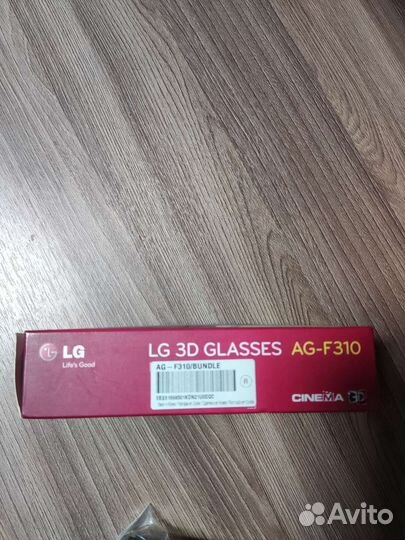 LG
Life's Good
LG 3D GLASSES AG-F310
AG-F310/BUNDLE
R
CINEMA 3D
Avito